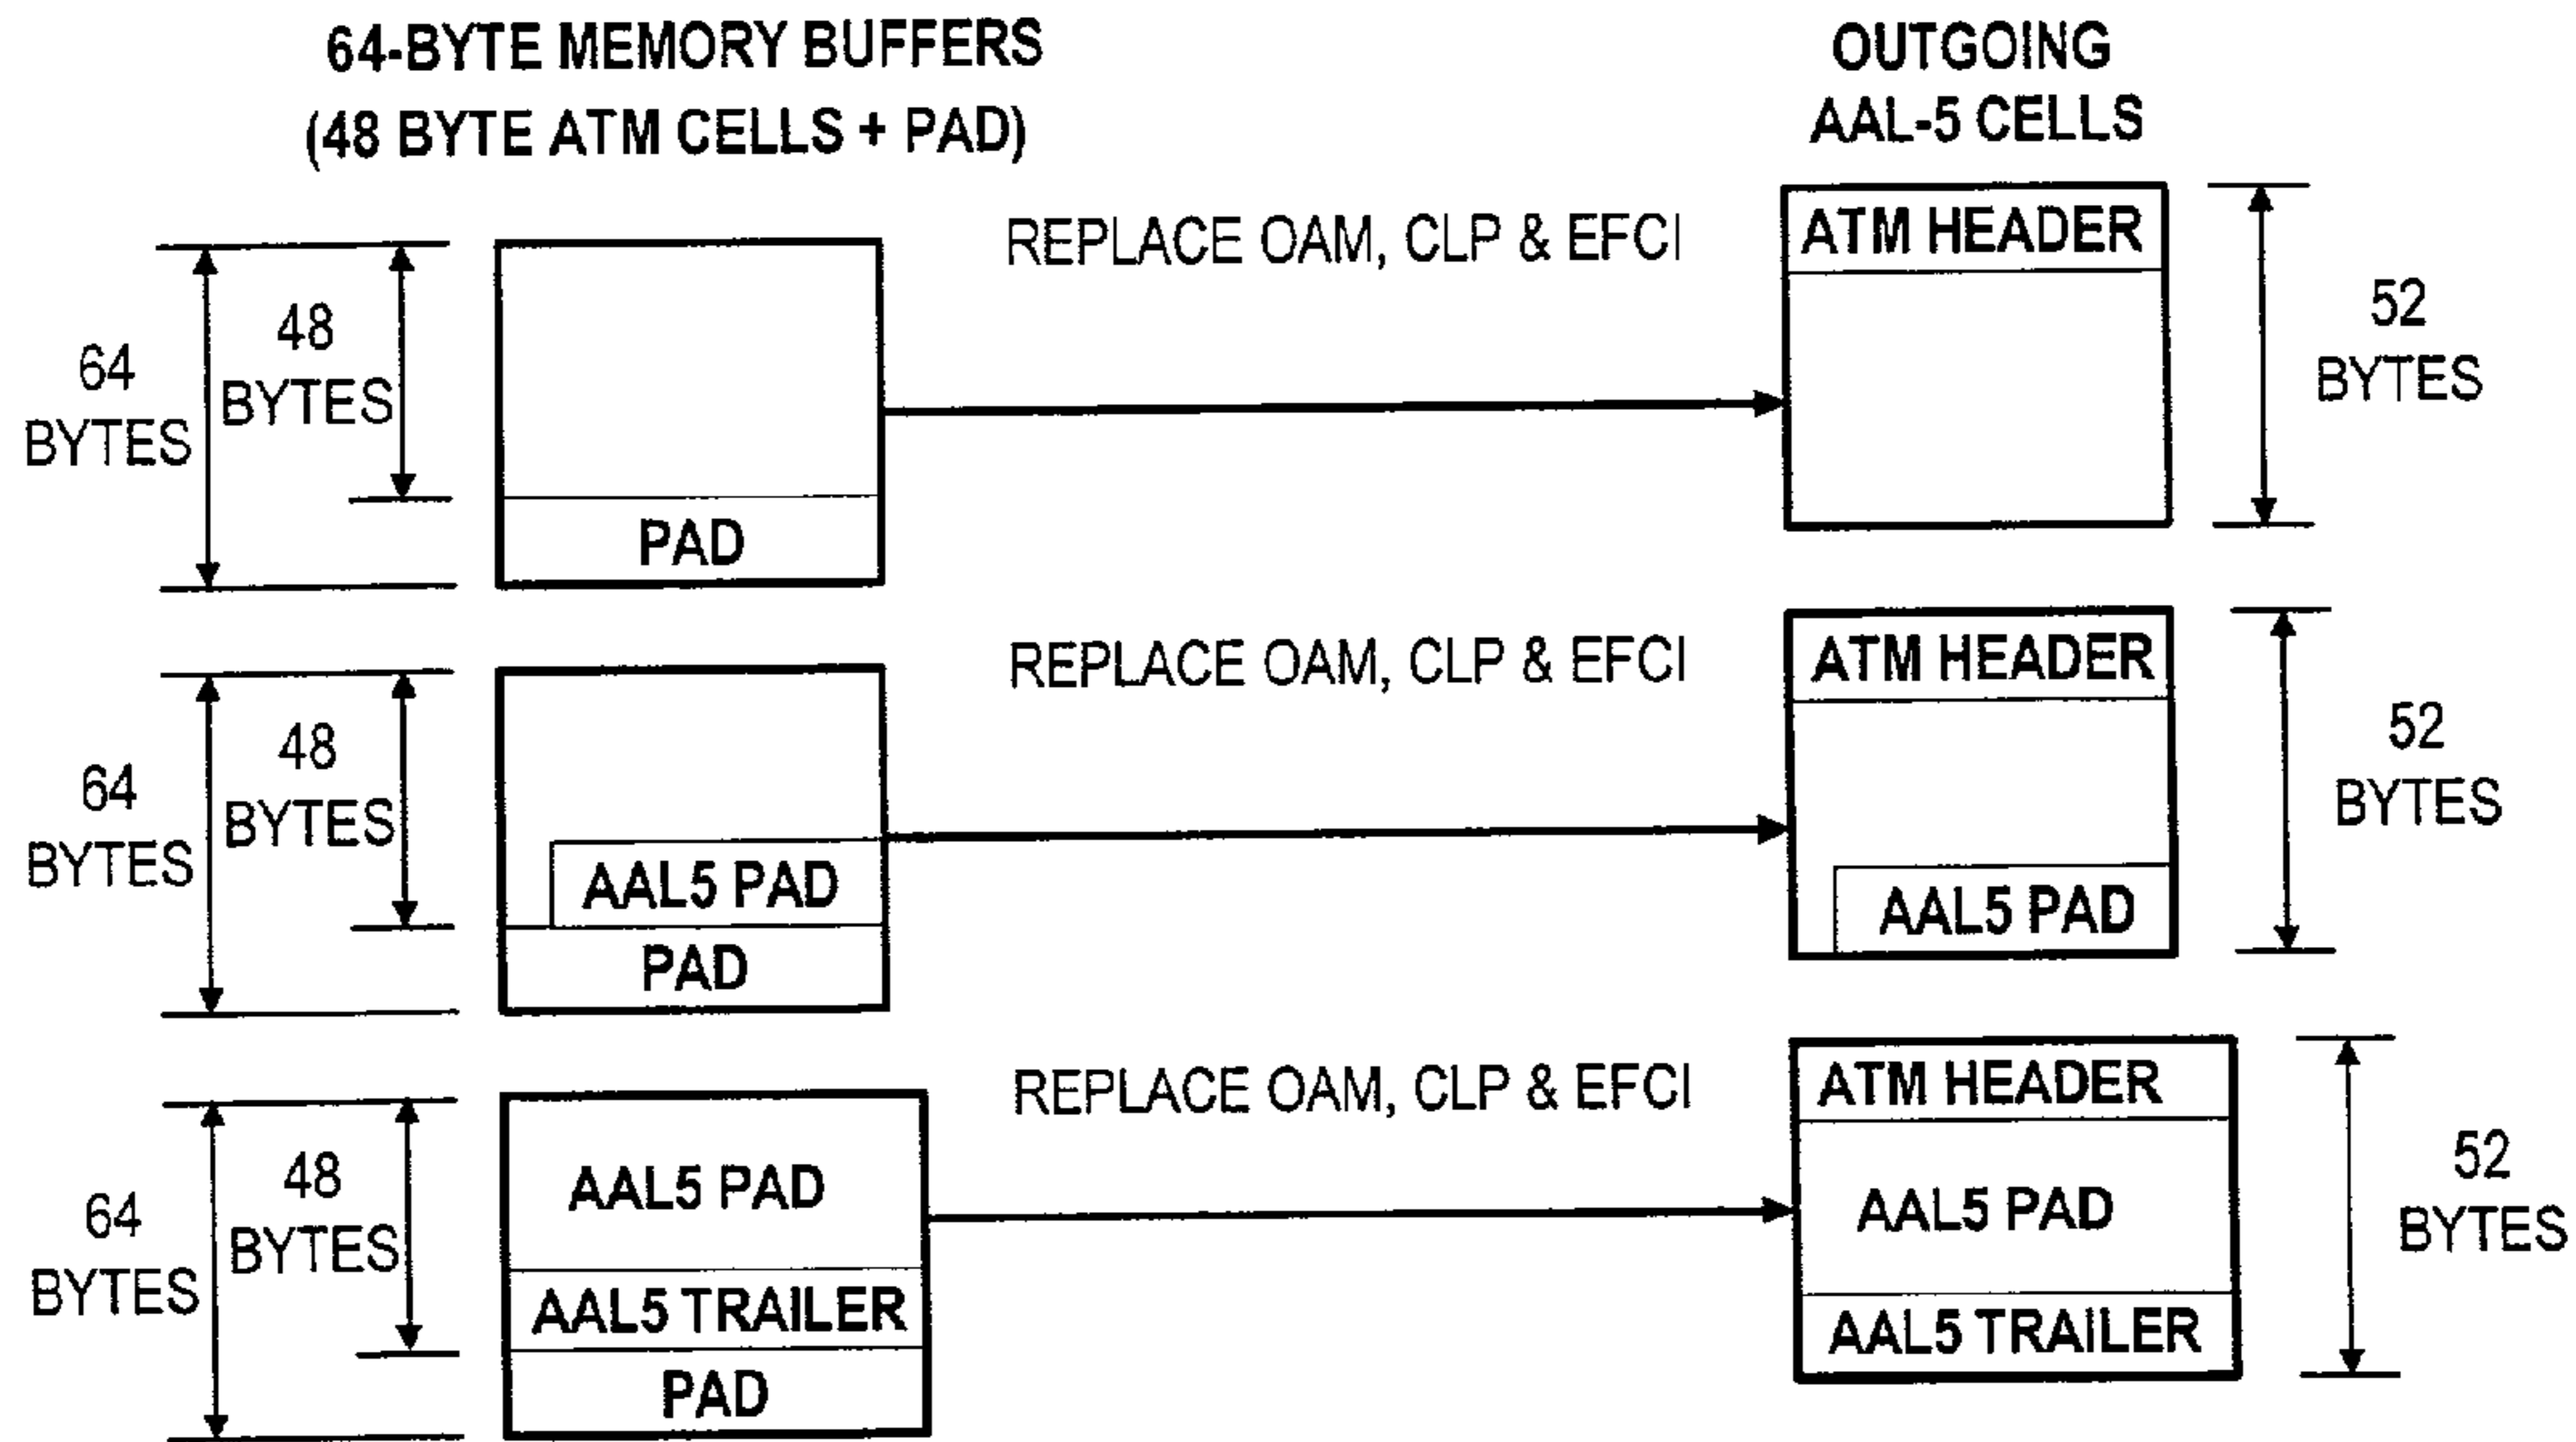 64-BYTE MEMORY BUFFERS
(48 BYTE ATM CELLS + PAD)
OUTGOING
AAL-5 CELLS
64
BYTES
48
BYTES
PAD
REPLACE OAM, CLP & EFCI
ATM HEADER
52
BYTES
64
BYTES
48
BYTES
AAL5 PAD
PAD
REPLACE OAM, CLP & EFCI
ATM HEADER
AAL5 PAD
52
BYTES
64
BYTES
48
BYTES
AAL5 PAD
AAL5 TRAILER
PAD
REPLACE OAM, CLP & EFCI
ATM HEADER
AAL5 PAD
AAL5 TRAILER
52
BYTES